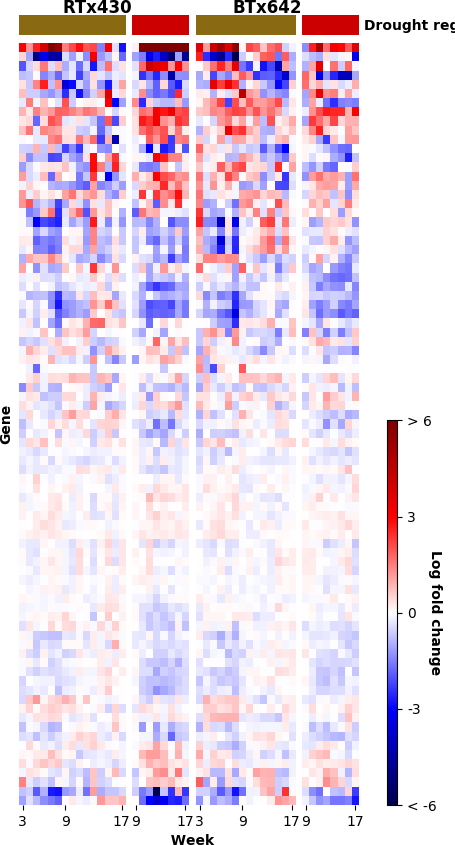 RTx430 BTx642
Drought reg
Gene
> 6
3
0
-3
< -6
Log fold change
3 9 17 9 17 3 9 17 9 17
Week